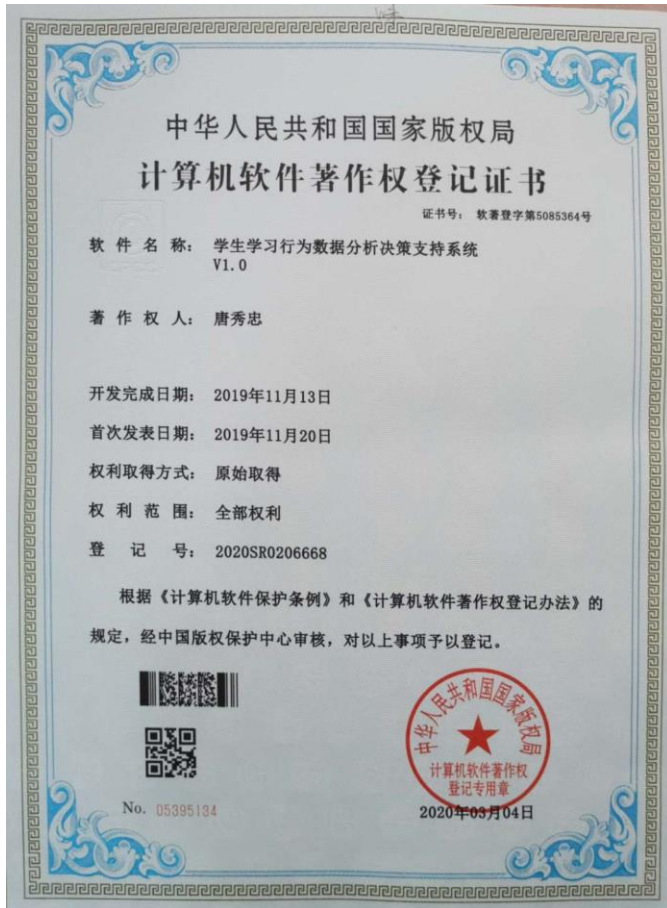 中华人民共和国国家版权局
计算机软件著作权登记证书
证书号： 软著登字第5085364号
软件名称： 学生学习行为数据分析决策支持系统
V1.0
著作权人： 唐秀忠
开发完成日期： 2019年11月13日
首次发表日期： 2019年11月20日
权利取得方式： 原始取得
权利范围： 全部权利
登记号： 2020SR0206668
根据《计算机软件保护条例》和《计算机软件著作权登记办法》的
规定，经中国版权保护中心审核，对以上事项予以登记。
中华人民共和国国家版权局
计算机软件著作权
登记专用章
No. 05395134
2020年03月04日